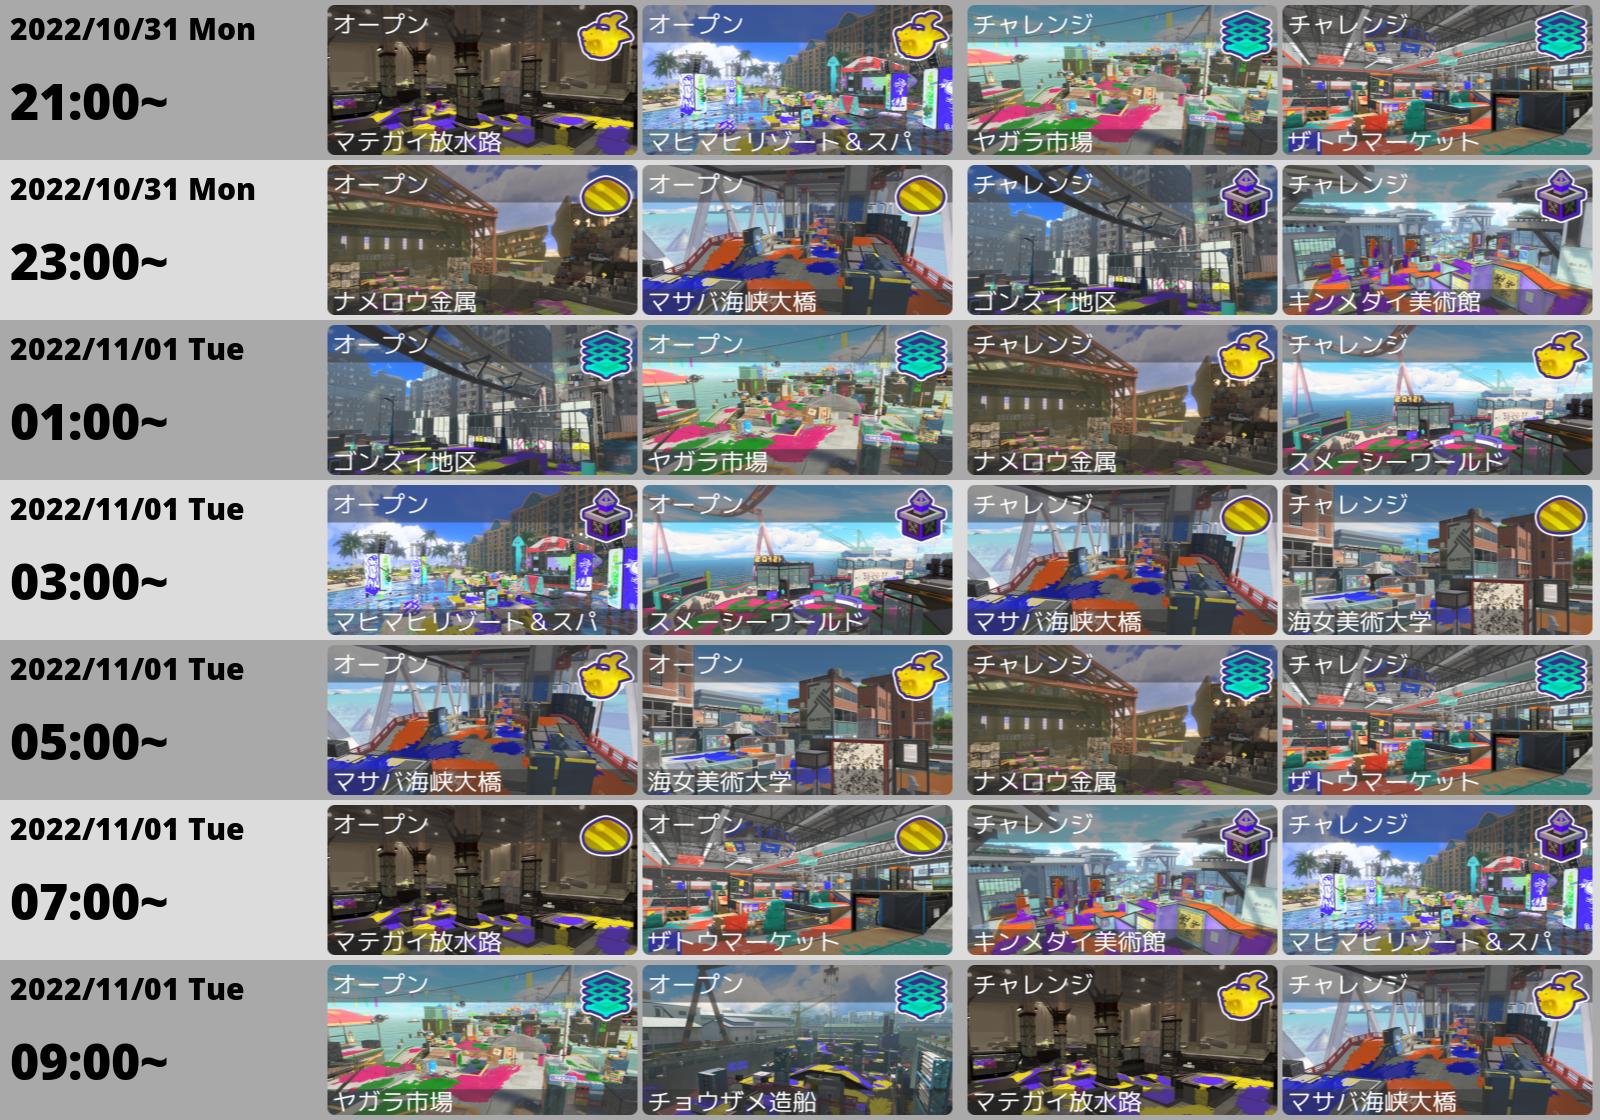 2022/10/31 Mon
21:00~
オープン
マテガイ放水路
オープン
マヒマヒリゾート＆スパ
チャレンジ
ヤガラ市場
チャレンジ
ザトウマーケット
2022/10/31 Mon
23:00~
オープン
ナメロウ金属
オープン
マサバ海峡大橋
チャレンジ
ゴンズイ地区
チャレンジ
キンメダイ美術館
2022/11/01 Tue
01:00~
オープン
ゴンズイ地区
オープン
ヤガラ市場
チャレンジ
ナメロウ金属
チャレンジ
スメーシーワールド
2022/11/01 Tue
03:00~
オープン
マヒマヒリゾート＆スパ
オープン
スメーシーワールド
チャレンジ
マサバ海峡大橋
チャレンジ
海女美術大学
2022/11/01 Tue
05:00~
オープン
マサバ海峡大橋
オープン
海女美術大学
チャレンジ
ナメロウ金属
チャレンジ
ザトウマーケット
2022/11/01 Tue
07:00~
オープン
マテガイ放水路
オープン
ザトウマーケット
チャレンジ
キンメダイ美術館
チャレンジ
マヒマヒリゾート＆スパ
2022/11/01 Tue
09:00~
オープン
ヤガラ市場
オープン
チョウザメ造船
チャレンジ
マテガイ放水路
チャレンジ
マサバ海峡大橋